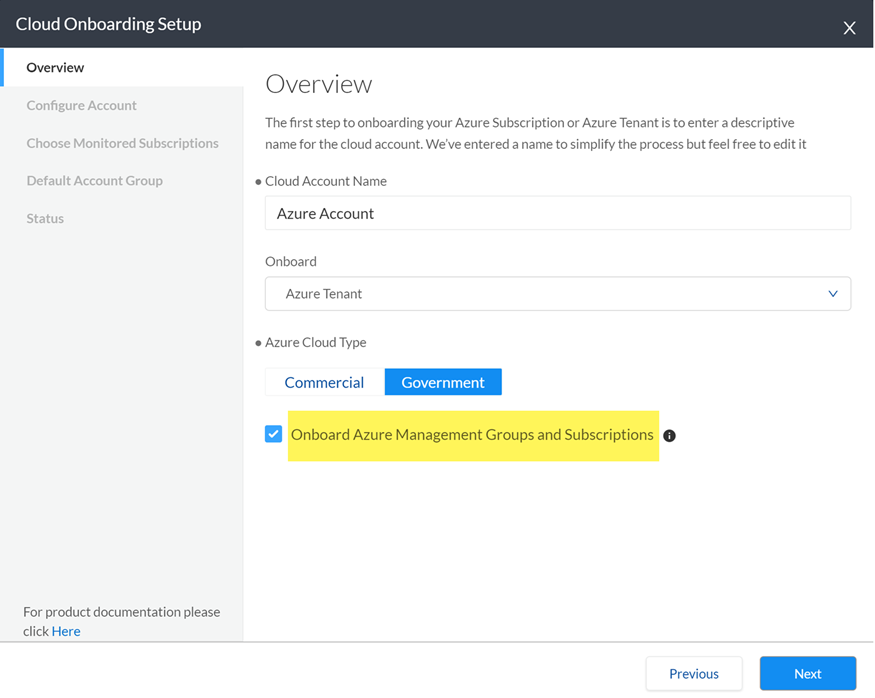 Cloud Onboarding Setup
X
Overview
Configure Account
Choose Monitored Subscriptions
Default Account Group
Status
For product documentation please
click Here
Overview
The first step to onboarding your Azure Subscription or Azure Tenant is to enter a descriptive
name for the cloud account. We've entered a name to simplify the process but feel free to edit it
Cloud Account Name
Azure Account
Onboard
Azure Tenant
Azure Cloud Type
Commercial Government
Onboard Azure Management Groups and Subscriptions i
Previous Next